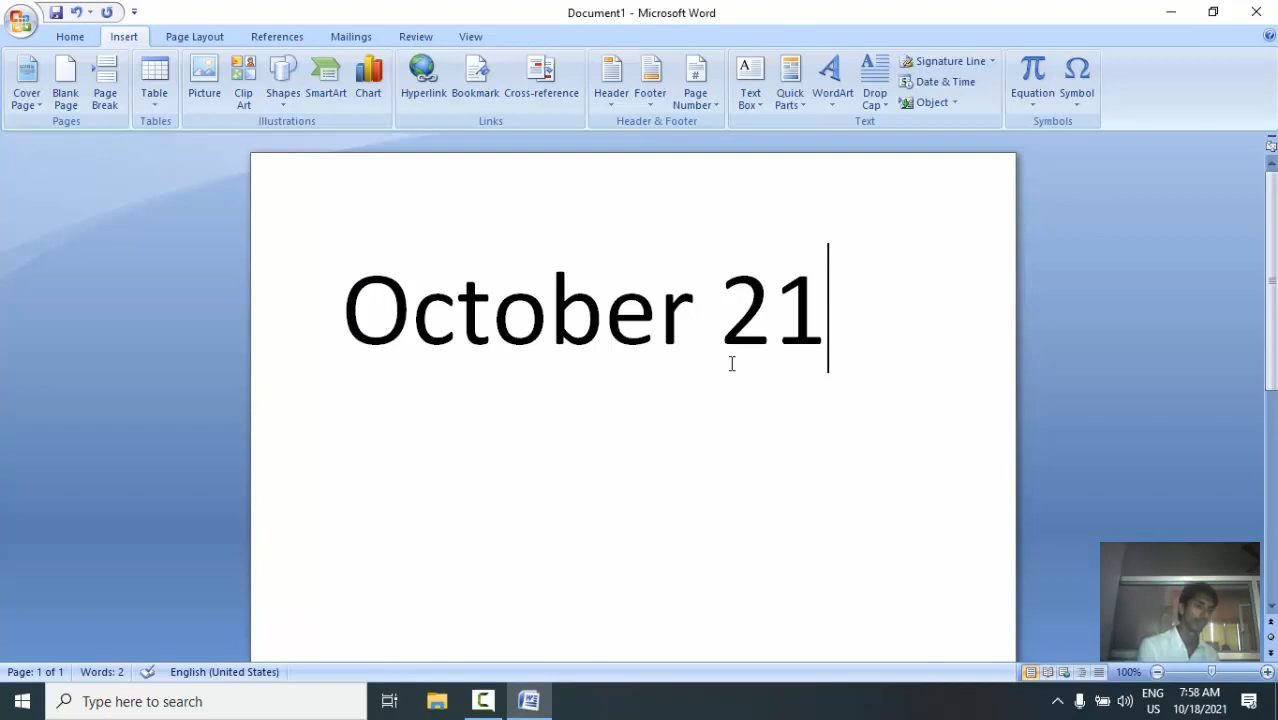 Document1 - Microsoft Word
Home Insert Page Layout References Mailings Review View
Cover Page
Blank Page
Page Break
Table
Picture
Clip Art
Shapes
SmartArt
Chart
Hyperlink
Bookmark
Cross-reference
Header
Footer
Page Number
Text Box
Quick Parts
WordArt
Drop Cap
Signature Line
Date & Time
Object
Equation
Symbol
Pages Tables Illustrations Links Header & Footer Text Symbols
October 21
Page: 1 of 1 Words: 2 English (United States) 100%
Type here to search
ENG
US
7:58 AM
10/18/2021